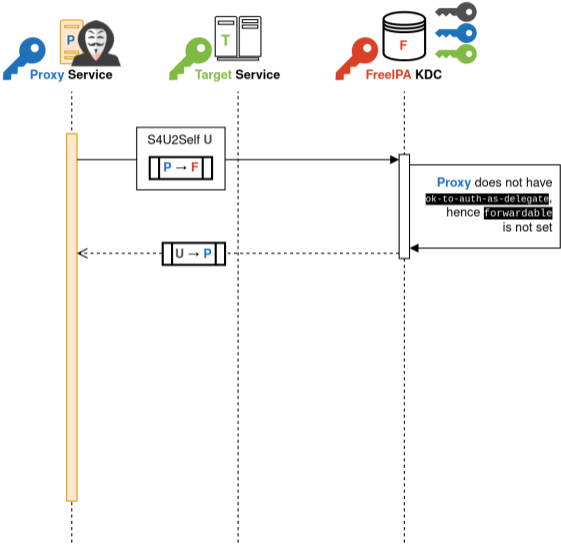 P
T
F
Proxy Service
Target Service
FreeIPA KDC
S4U2Self U
P → F
Proxy does not have
ok-to-auth-as-delegate,
hence forwardable
is not set
U → P